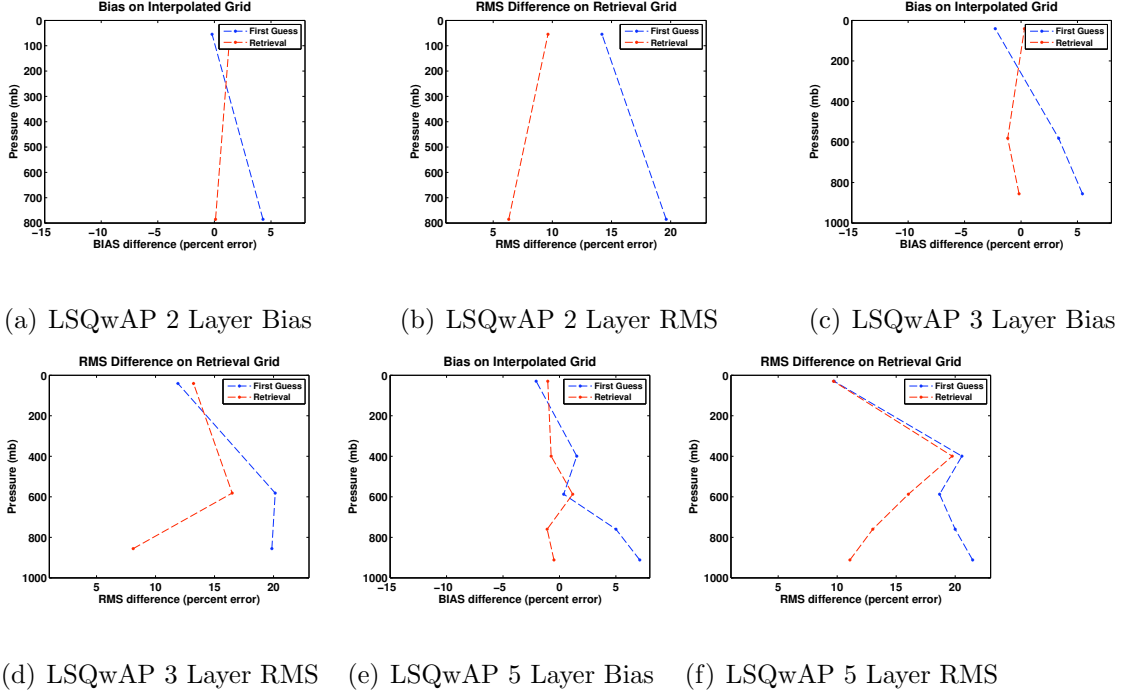 Bias on Interpolated Grid
0
100
200
300
400
500
600
700
800
Pressure (mb)
−15
−10
−5
0
5
BIAS difference (percent error)
First Guess
Retrieval
RMS Difference on Retrieval Grid
0
100
200
300
400
500
600
700
800
Pressure (mb)
5
10
15
20
RMS difference (percent error)
First Guess
Retrieval
Bias on Interpolated Grid
0
200
400
600
800
1000
Pressure (mb)
−15
−10
−5
0
5
BIAS difference (percent error)
First Guess
Retrieval
(a) LSQwAP 2 Layer Bias
(b) LSQwAP 2 Layer RMS
(c) LSQwAP 3 Layer Bias
RMS Difference on Retrieval Grid
0
200
400
600
800
1000
Pressure (mb)
5
10
15
20
RMS difference (percent error)
First Guess
Retrieval
Bias on Interpolated Grid
0
200
400
600
800
1000
Pressure (mb)
−15
−10
−5
0
5
BIAS difference (percent error)
First Guess
Retrieval
RMS Difference on Retrieval Grid
0
200
400
600
800
1000
Pressure (mb)
5
10
15
20
RMS difference (percent error)
First Guess
Retrieval
(d) LSQwAP 3 Layer RMS
(e) LSQwAP 5 Layer Bias
(f) LSQwAP 5 Layer RMS